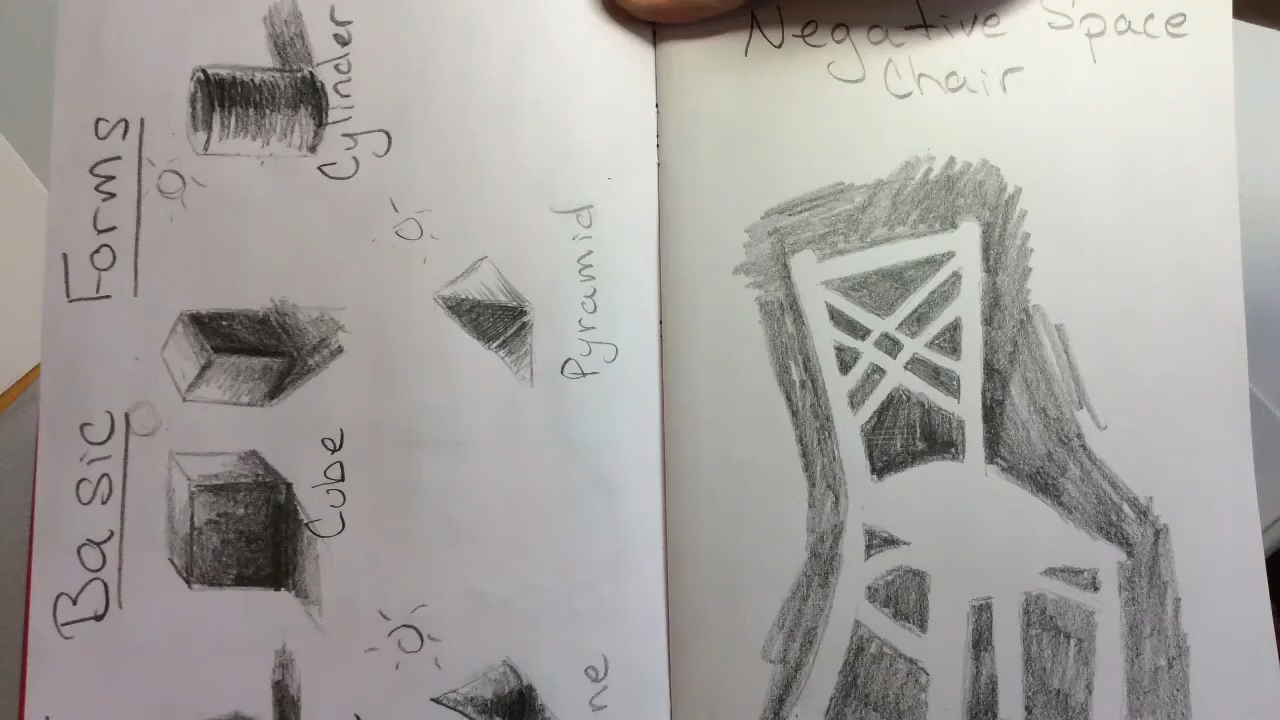 Basic Forms
Cylinder
Cube
Pyramid
ne
Negative Space
Chair